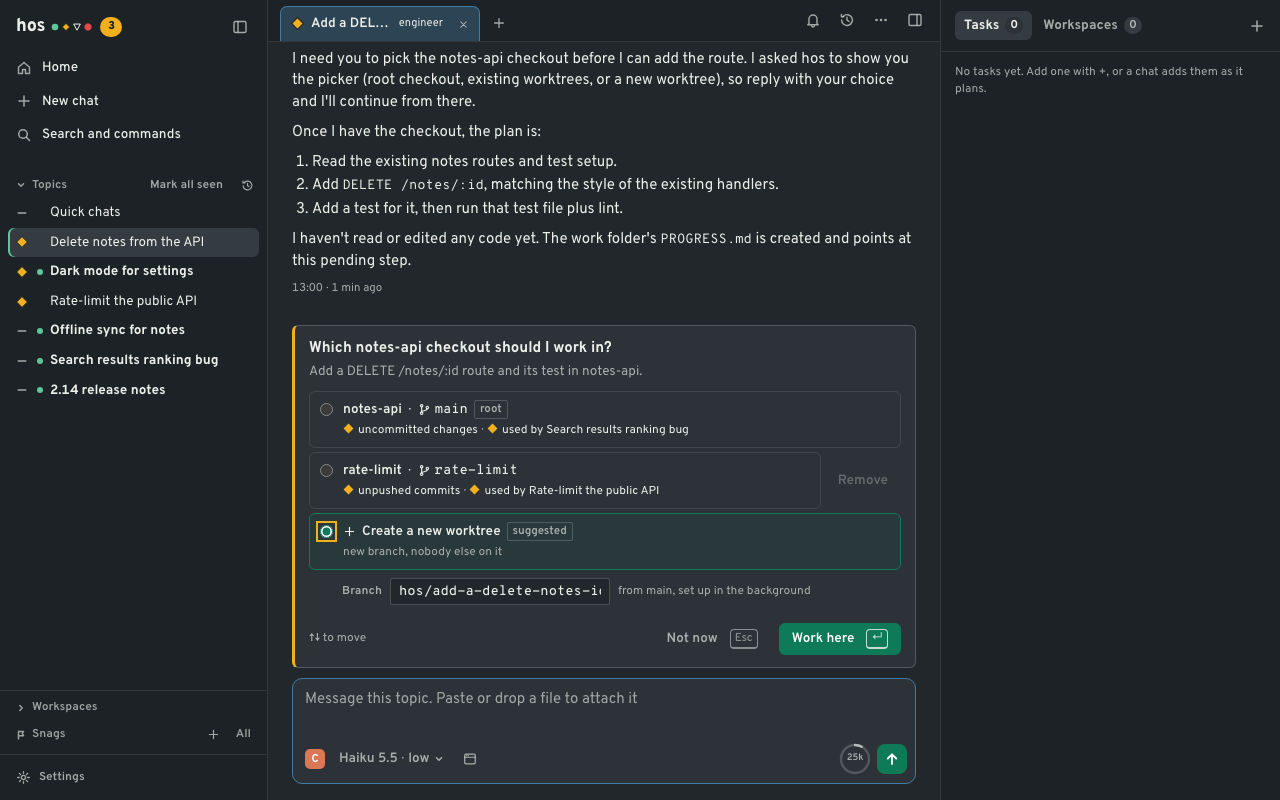 hos 3
Home
New chat
Search and commands
Topics Mark all seen
Quick chats
Delete notes from the API
Dark mode for settings
Rate-limit the public API
Offline sync for notes
Search results ranking bug
2.14 release notes
Workspaces
Snags All
Settings
Add a DEL... engineer
I need you to pick the notes-api checkout before I can add the route. I asked hos to show you
the picker (root checkout, existing worktrees, or a new worktree), so reply with your choice
and I'll continue from there.
Once I have the checkout, the plan is:
1. Read the existing notes routes and test setup.
2. Add DELETE /notes/:id, matching the style of the existing handlers.
3. Add a test for it, then run that test file plus lint.
I haven't read or edited any code yet. The work folder's PROGRESS.md is created and points at
this pending step.
13:00 · 1 min ago
Which notes-api checkout should I work in?
Add a DELETE /notes/:id route and its test in notes-api.
notes-api · main root
uncommitted changes · used by Search results ranking bug
rate-limit · rate-limit
unpushed commits · used by Rate-limit the public API
Remove
+ Create a new worktree suggested
new branch, nobody else on it
Branch hos/add-a-delete-notes-i from main, set up in the background
↑↓ to move Not now Esc Work here
Message this topic. Paste or drop a file to attach it
C Haiku 5.5 · low 25k
Tasks 0 Workspaces 0
No tasks yet. Add one with +, or a chat adds them as it
plans.